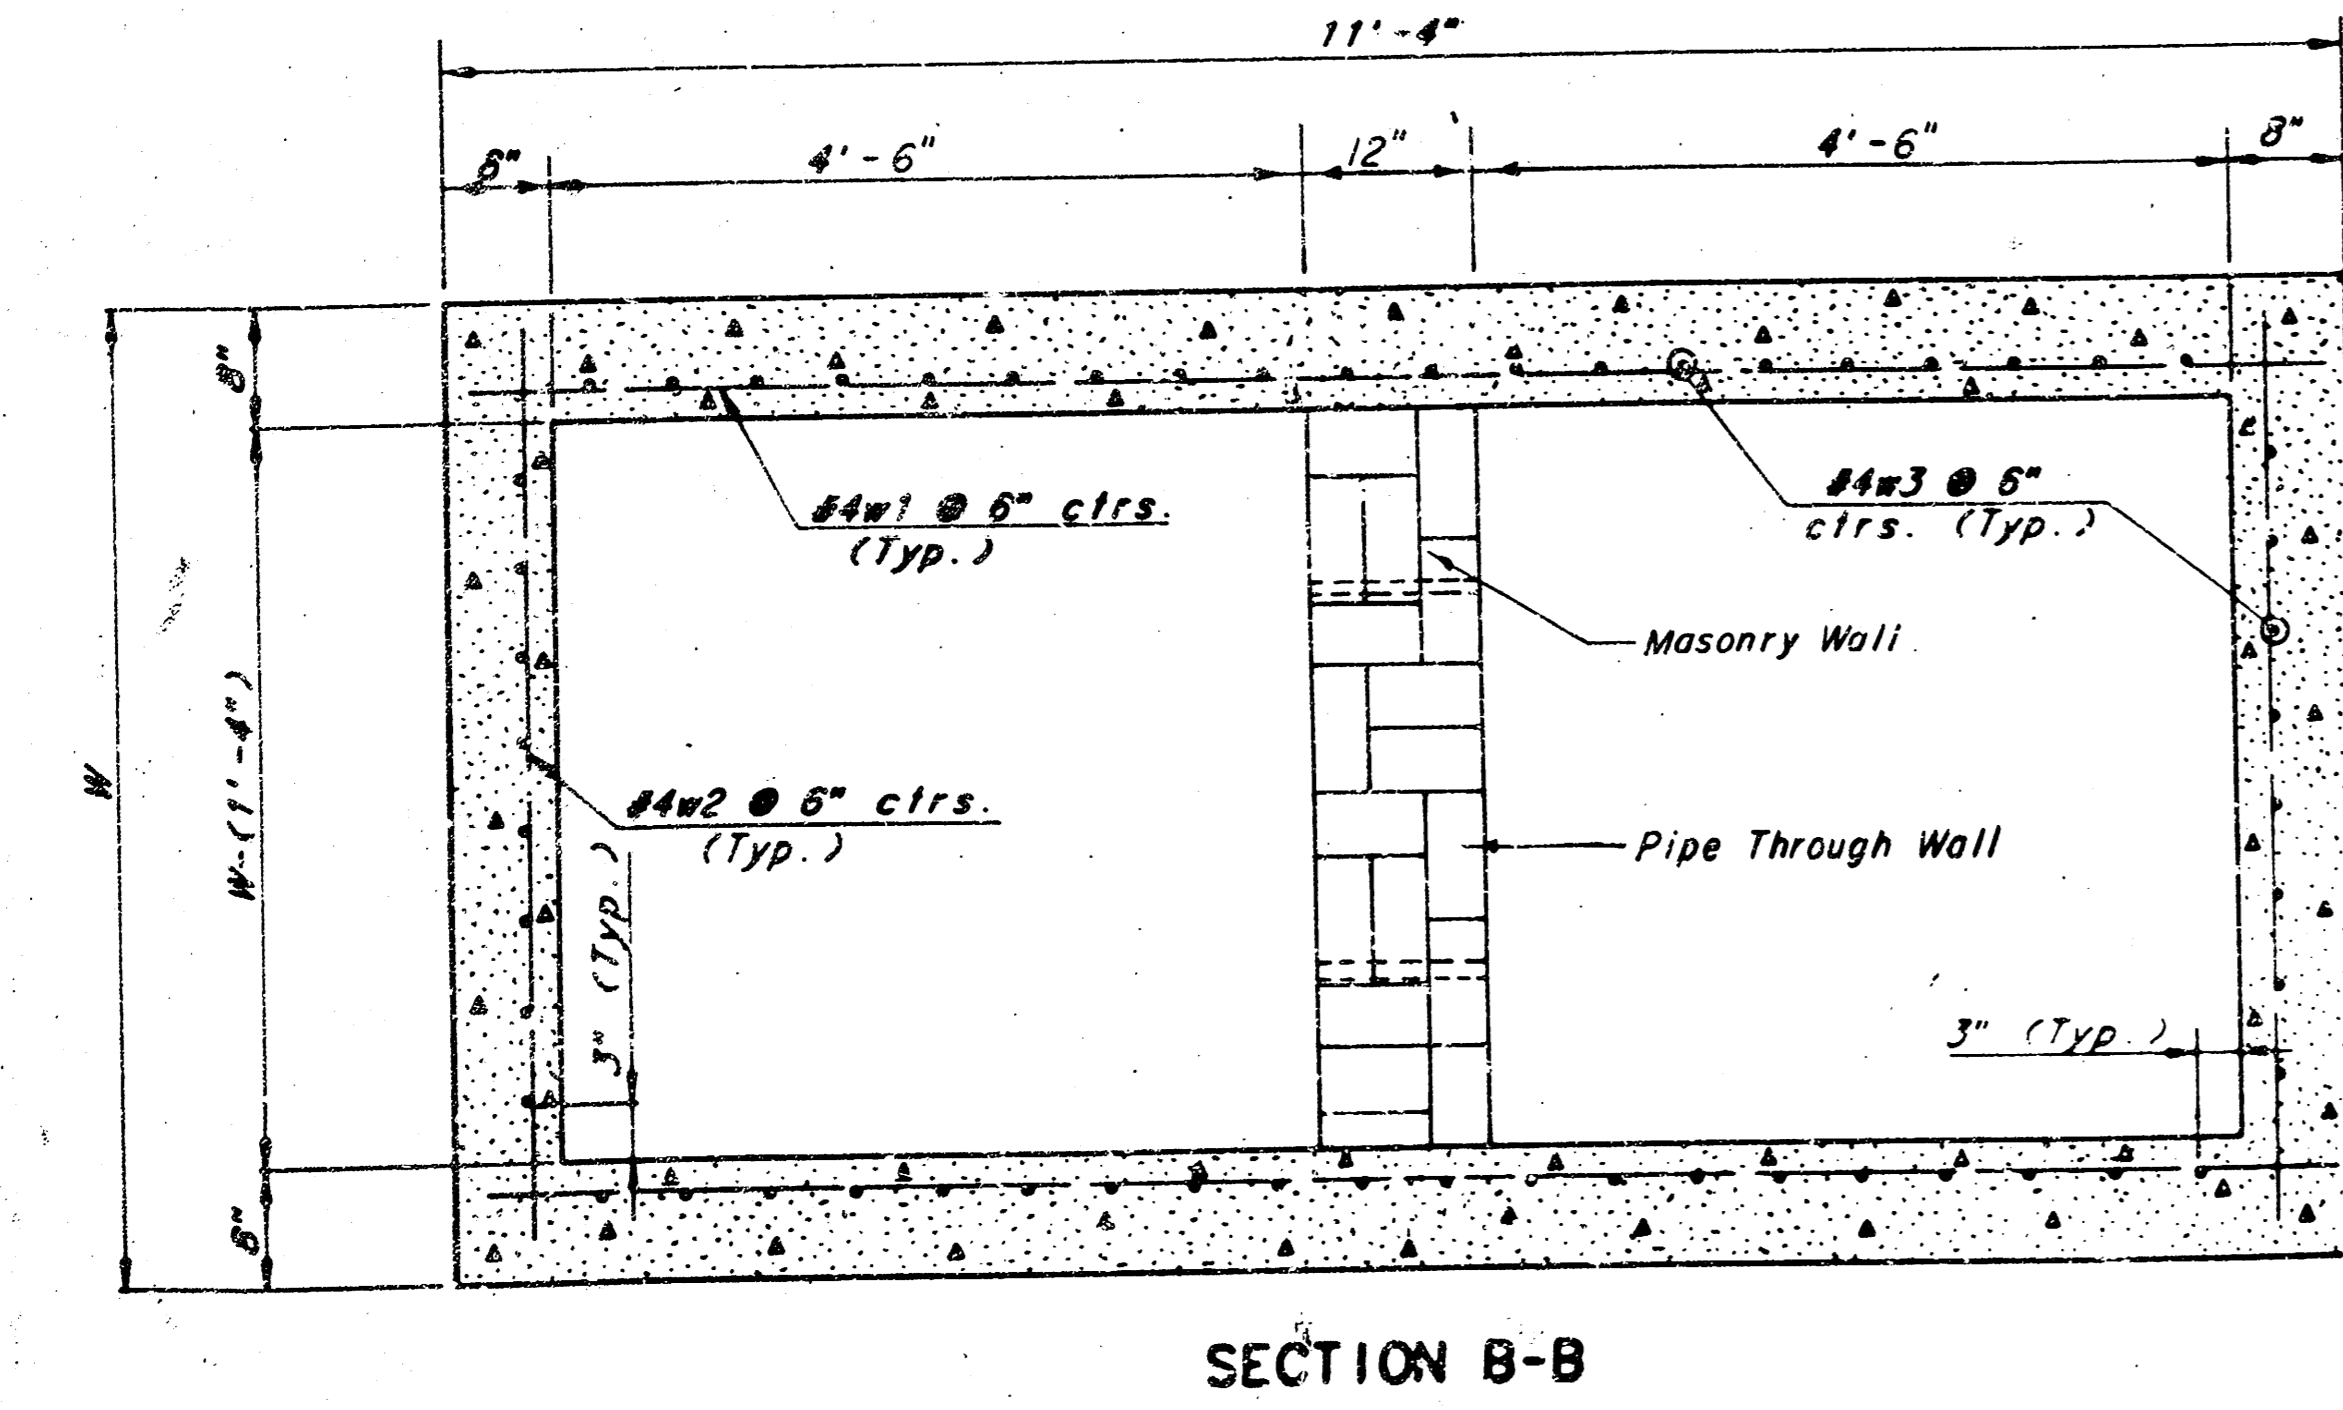 11'-4"
8" 4'-6" 12" 4'-6" 8"
8"
#4w1 @ 6" ctrs.
(Typ.)
#4w3 @ 6"
ctrs. (Typ.)
Masonry Wall
W
W-(1'-4")
#4w2 @ 6" ctrs.
(Typ.)
Pipe Through Wall
3" (Typ.)
3" (Typ.)
8"
SECTION B-B